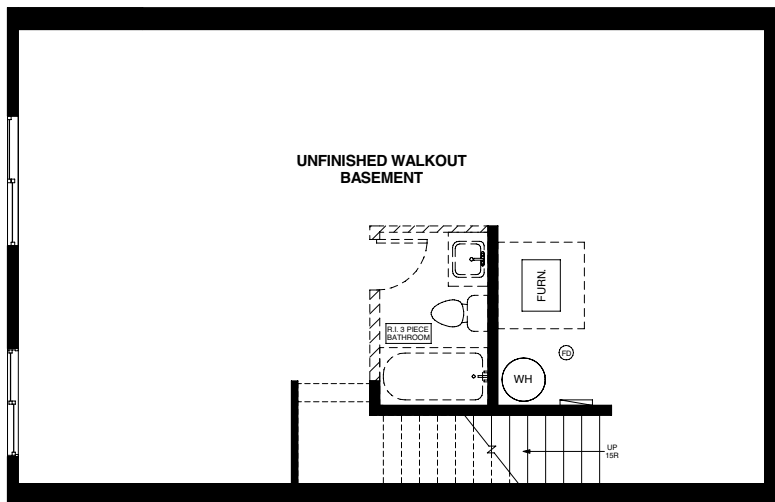 UNFINISHED WALKOUT
BASEMENT
FURN.
R.I. 3 PIECE
BATHROOM
FD
WH
UP
15R